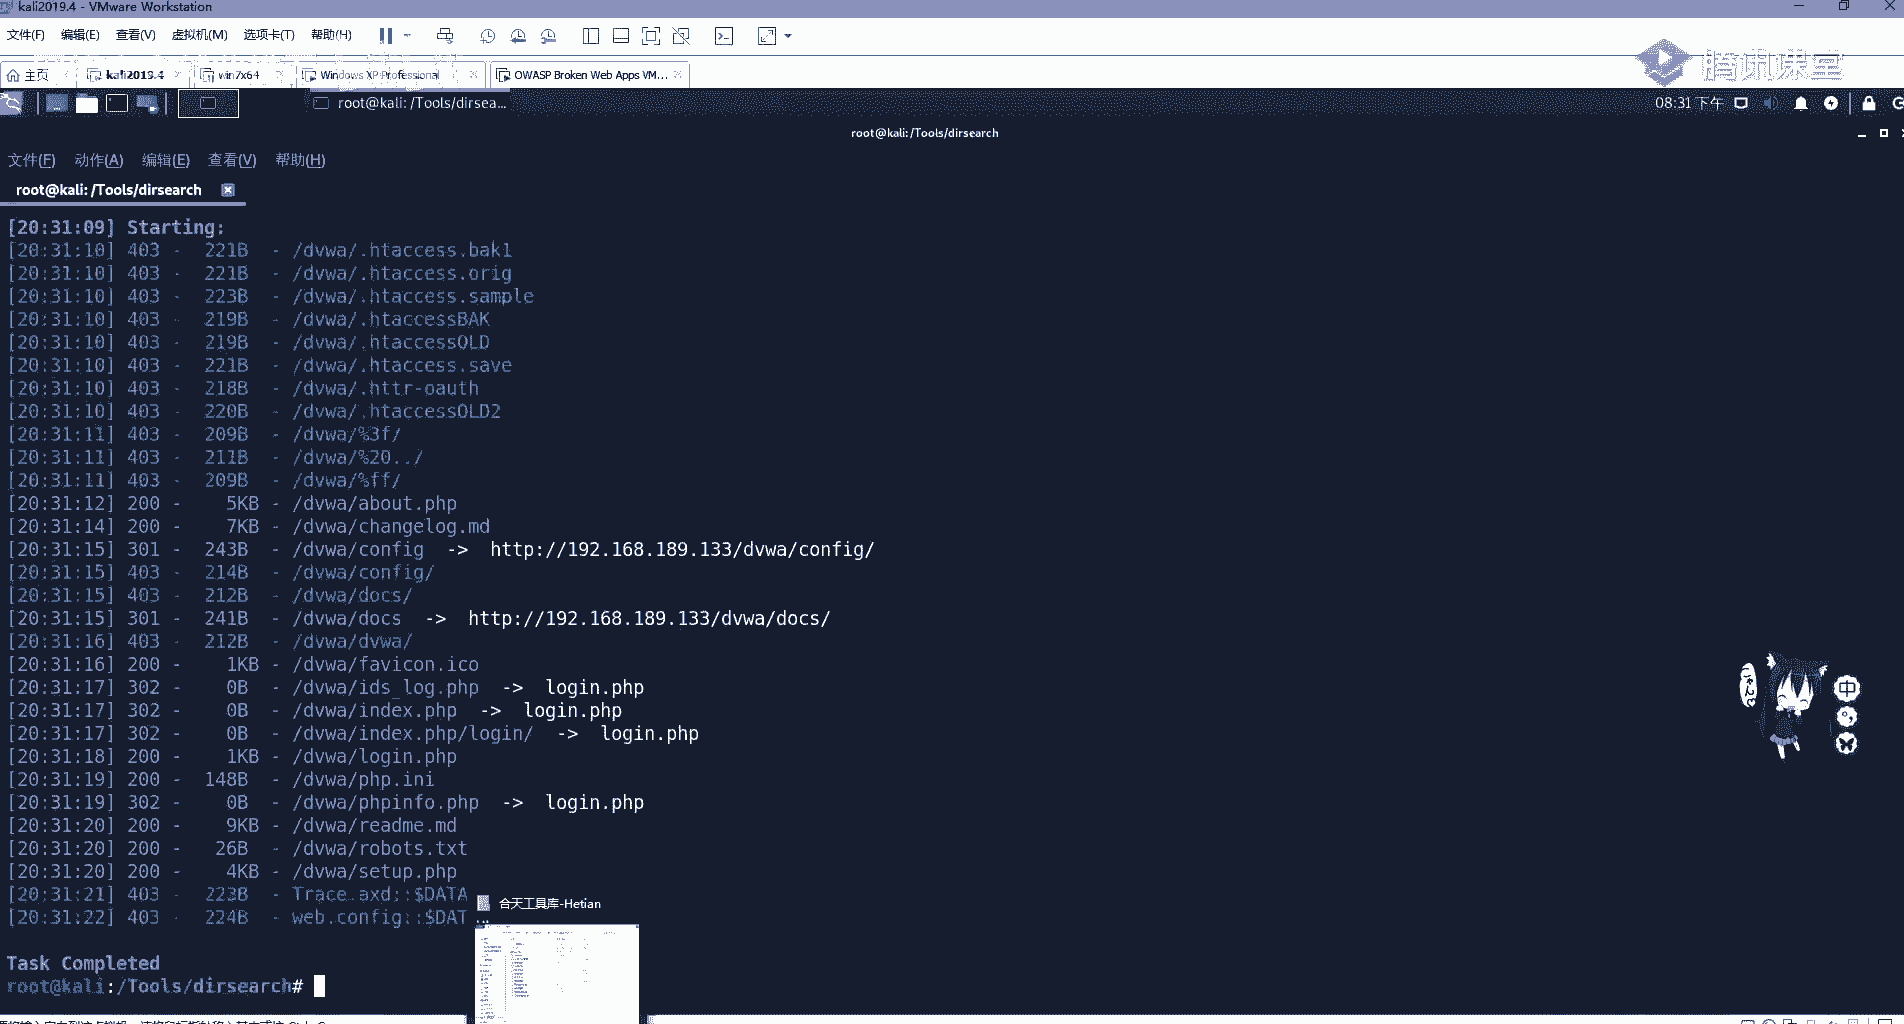 kali2019.4 - VMware Workstation
文件(F) 编辑(E) 查看(V) 虚拟机(M) 选项卡(T) 帮助(H)
主页 kali2019.4 win7x64 Windows XP Professional OWASP Broken Web Apps VM...
腾讯课堂
root@kali: /Tools/dirsea...
08:31 下午
root@kali:/Tools/dirsearch
文件(F) 动作(A) 编辑(E) 查看(V) 帮助(H)
root@kali: /Tools/dirsearch
[20:31:09] Starting:
[20:31:10] 403 - 221B - /dvwa/.htaccess.bak1
[20:31:10] 403 - 221B - /dvwa/.htaccess.orig
[20:31:10] 403 - 223B - /dvwa/.htaccess.sample
[20:31:10] 403 - 219B - /dvwa/.htaccessBAK
[20:31:10] 403 - 219B - /dvwa/.htaccessOLD
[20:31:10] 403 - 221B - /dvwa/.htaccess.save
[20:31:10] 403 - 218B - /dvwa/.httr-oauth
[20:31:10] 403 - 220B - /dvwa/.htaccessOLD2
[20:31:11] 403 - 209B - /dvwa/%3f/
[20:31:11] 403 - 211B - /dvwa/%20../
[20:31:11] 403 - 209B - /dvwa/%ff/
[20:31:12] 200 - 5KB - /dvwa/about.php
[20:31:14] 200 - 7KB - /dvwa/changelog.md
[20:31:15] 301 - 243B - /dvwa/config -> http://192.168.189.133/dvwa/config/
[20:31:15] 403 - 214B - /dvwa/config/
[20:31:15] 403 - 212B - /dvwa/docs/
[20:31:15] 301 - 241B - /dvwa/docs -> http://192.168.189.133/dvwa/docs/
[20:31:16] 403 - 212B - /dvwa/dvwa/
[20:31:16] 200 - 1KB - /dvwa/favicon.ico
[20:31:17] 302 - 0B - /dvwa/ids_log.php -> login.php
[20:31:17] 302 - 0B - /dvwa/index.php -> login.php
[20:31:17] 302 - 0B - /dvwa/index.php/login/ -> login.php
[20:31:18] 200 - 1KB - /dvwa/login.php
[20:31:19] 200 - 148B - /dvwa/php.ini
[20:31:19] 302 - 0B - /dvwa/phpinfo.php -> login.php
[20:31:20] 200 - 9KB - /dvwa/readme.md
[20:31:20] 200 - 26B - /dvwa/robots.txt
[20:31:20] 200 - 4KB - /dvwa/setup.php
[20:31:21] 403 - 223B - Trace.axd::$DATA
[20:31:22] 403 - 224B - web.config::$DAT
合天工具库-Hetian
...
中
Task Completed
root@kali:/Tools/dirsearch#